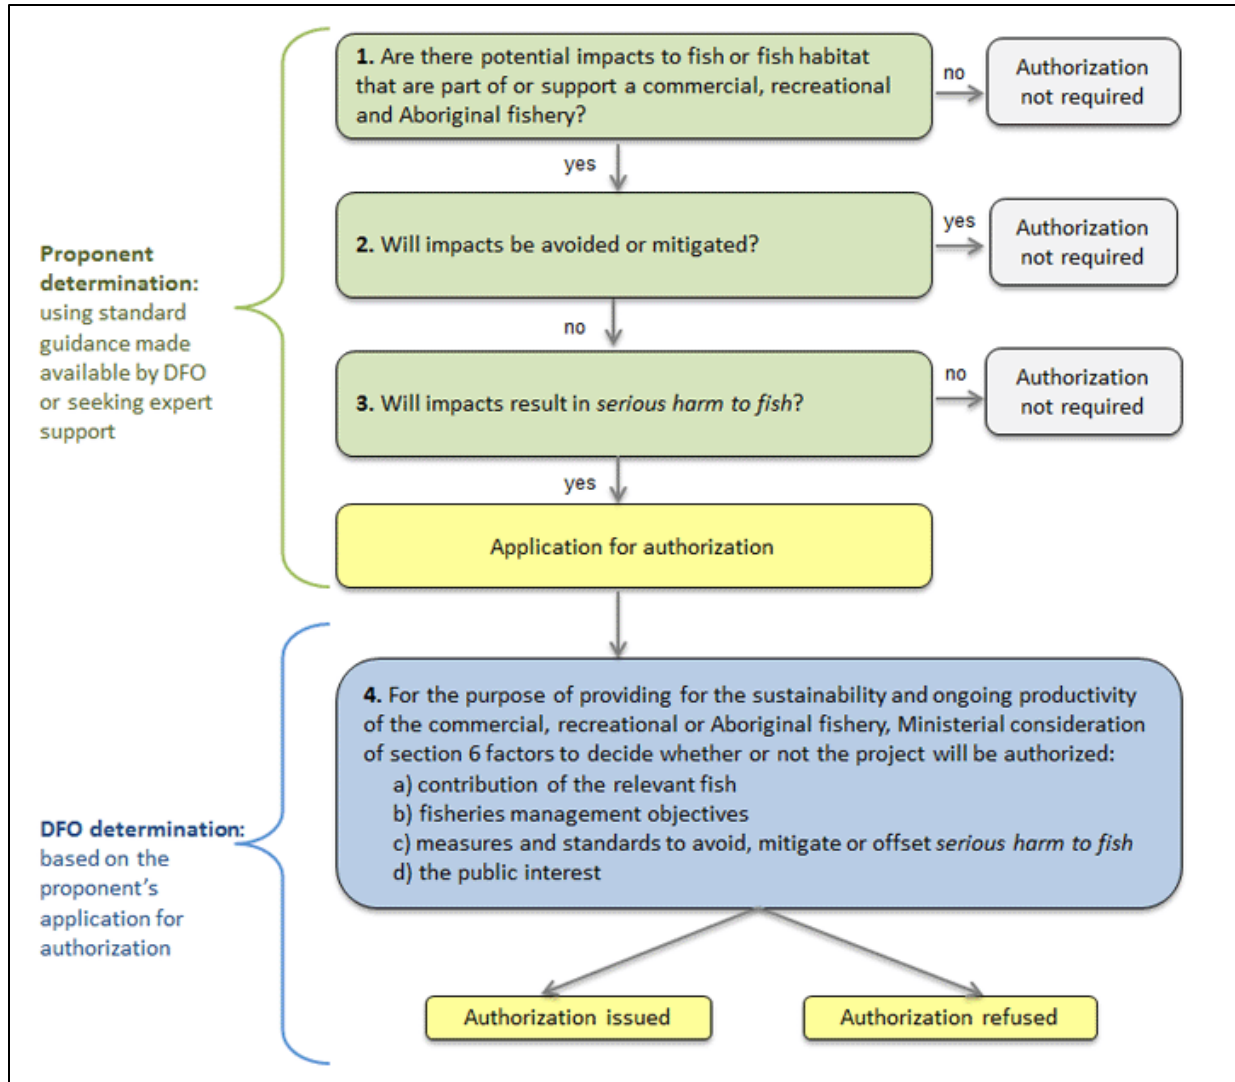 1. Are there potential impacts to fish or fish habitat
that are part of or support a commercial, recreational
and Aboriginal fishery?
no
Authorization
not required
yes
2. Will impacts be avoided or mitigated?
yes
Authorization
not required
no
3. Will impacts result in serious harm to fish?
no
Authorization
not required
yes
Application for authorization
Proponent
determination:
using standard
guidance made
available by DFO
or seeking expert
support
4. For the purpose of providing for the sustainability and ongoing productivity
of the commercial, recreational or Aboriginal fishery, Ministerial consideration
of section 6 factors to decide whether or not the project will be authorized:
a) contribution of the relevant fish
b) fisheries management objectives
c) measures and standards to avoid, mitigate or offset serious harm to fish
d) the public interest
DFO determination:
based on the
proponent's
application for
authorization
Authorization issued
Authorization refused